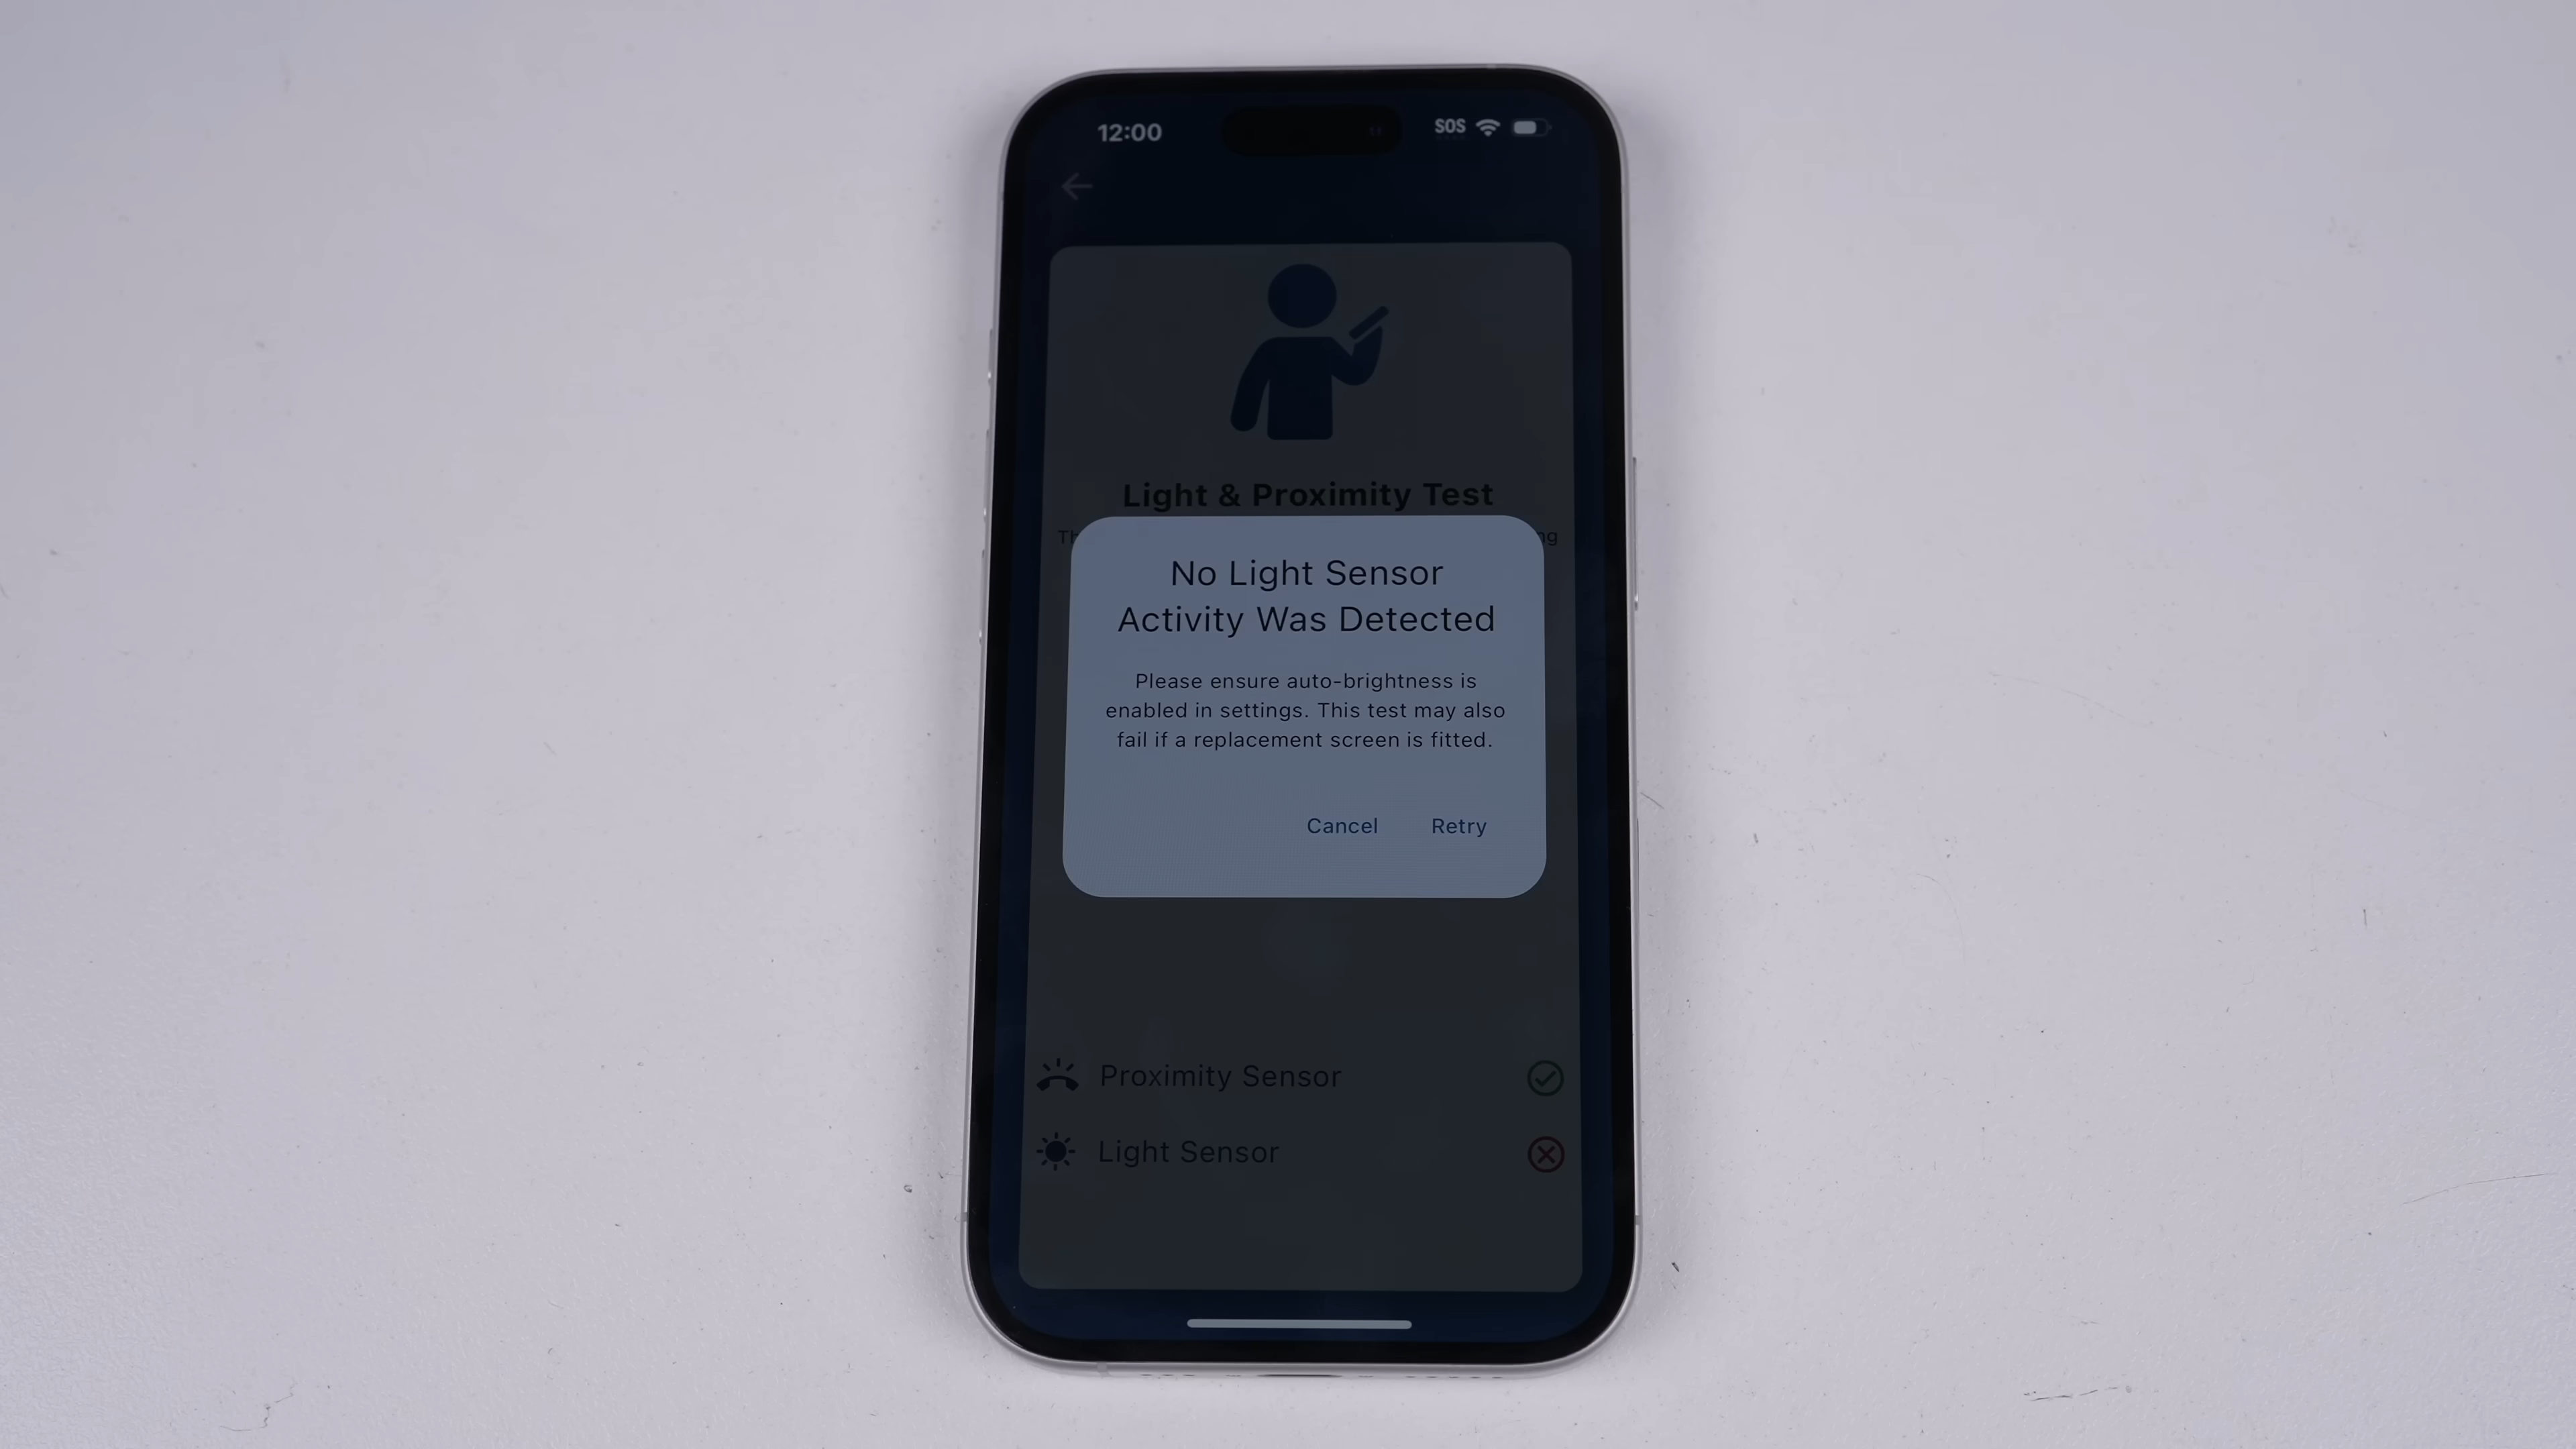 12:00
SOS
Light & Proximity Test
No Light Sensor
Activity Was Detected
Please ensure auto-brightness is
enabled in settings. This test may also
fail if a replacement screen is fitted.
Cancel Retry
Proximity Sensor
Light Sensor